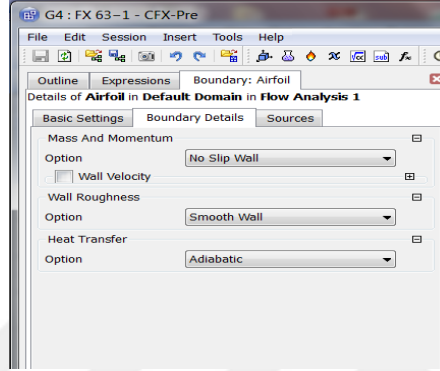 G4 : FX 63-1 - CFX-Pre
File Edit Session Insert Tools Help
Outline Expressions Boundary: Airfoil
Details of Airfoil in Default Domain in Flow Analysis 1
Basic Settings Boundary Details Sources
Mass And Momentum
Option No Slip Wall
Wall Velocity
Wall Roughness
Option Smooth Wall
Heat Transfer
Option Adiabatic